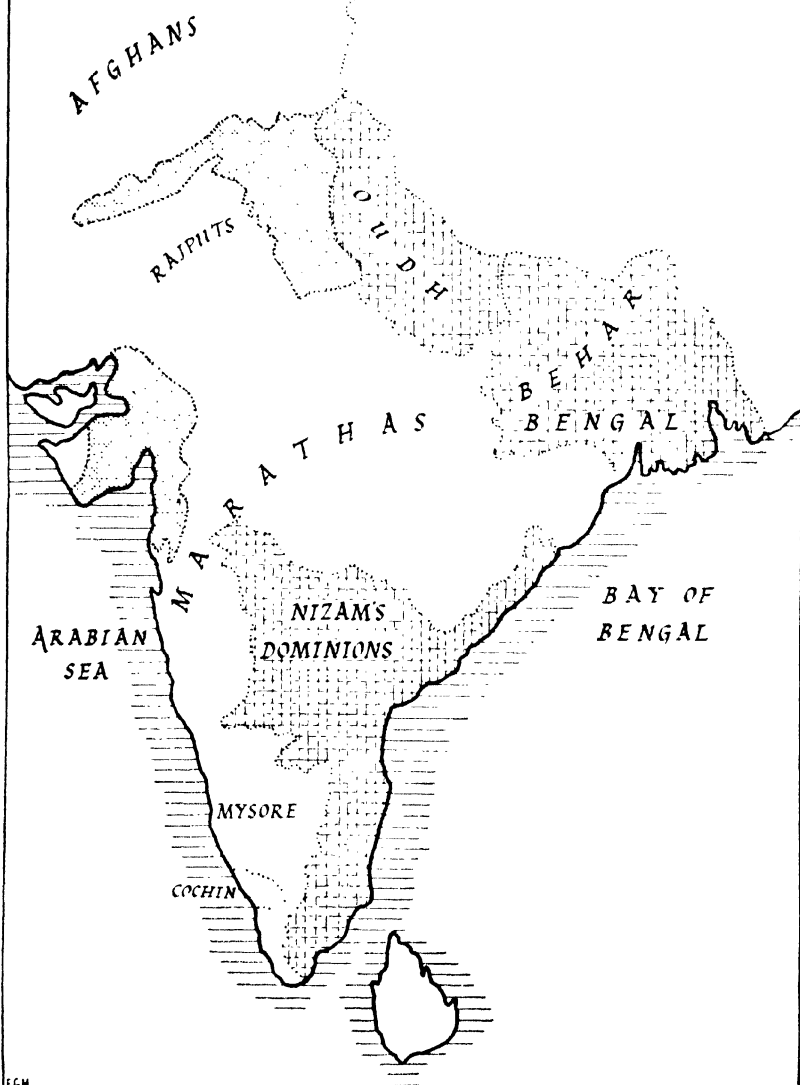 AFGHANS
RAJPUTS
OUDH
BEHAR
BENGAL
MARATHAS
NIZAM'S
DOMINIONS
BAY OF
BENGAL
ARABIAN
SEA
MYSORE
COCHIN